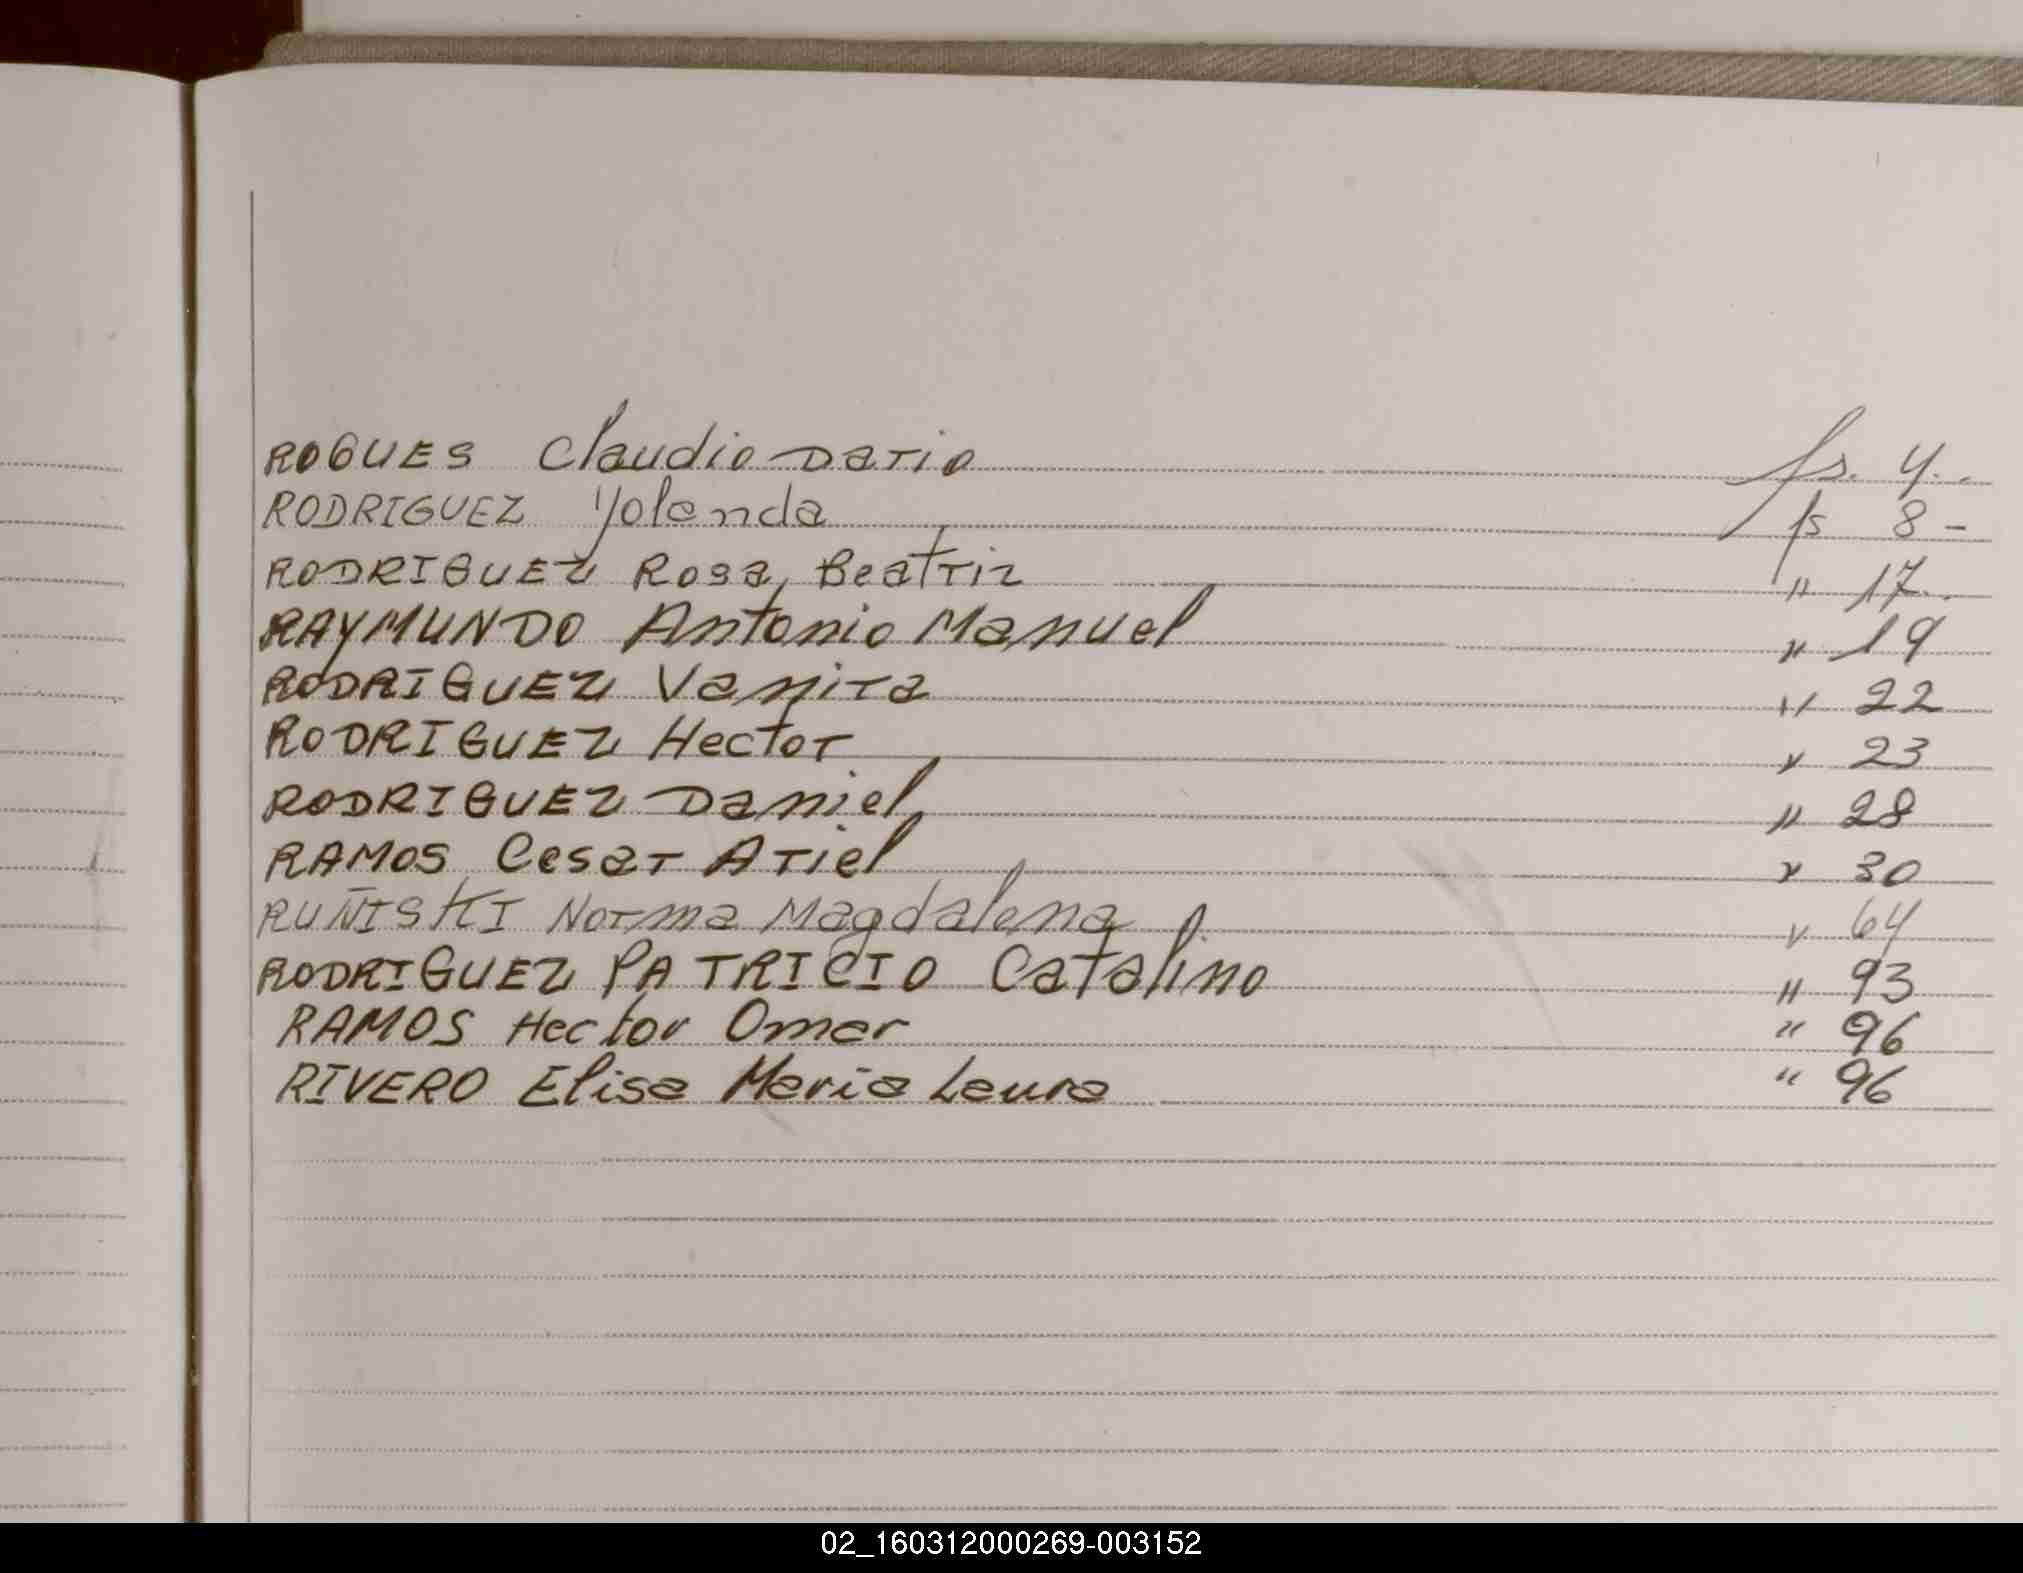 ROGUES Claudio Dario fs. 4.
RODRIGUEZ Yolanda fs 8 -
RODRIGUEZ Rosa Beatriz " 17.
RAYMUNDO Antonio Manuel " 19
RODRIGUEZ Vanira " 22
RODRIGUEZ Hector " 23
RODRIGUEZ Daniel " 28
RAMOS Cesar Ariel " 30
RUÑISKI Norma Magdalena " 64
RODRIGUEZ PATRICIO Catalino " 93
RAMOS Hector Omar " 96
RIVERO Elisa Maria Laura " 96
02_160312000269-003152